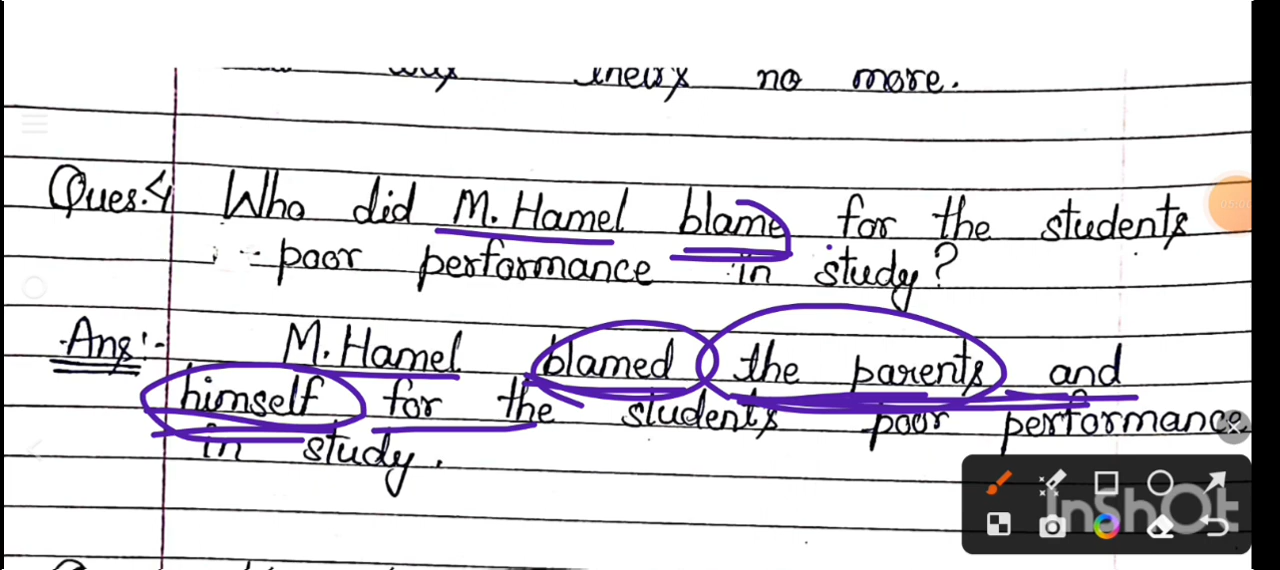 no more.
Ques.4 Who did M. Hamel blame for the students
poor performance in study?
Ans:- M. Hamel blamed the parents and
himself for the students poor performance
in study.
InShOt